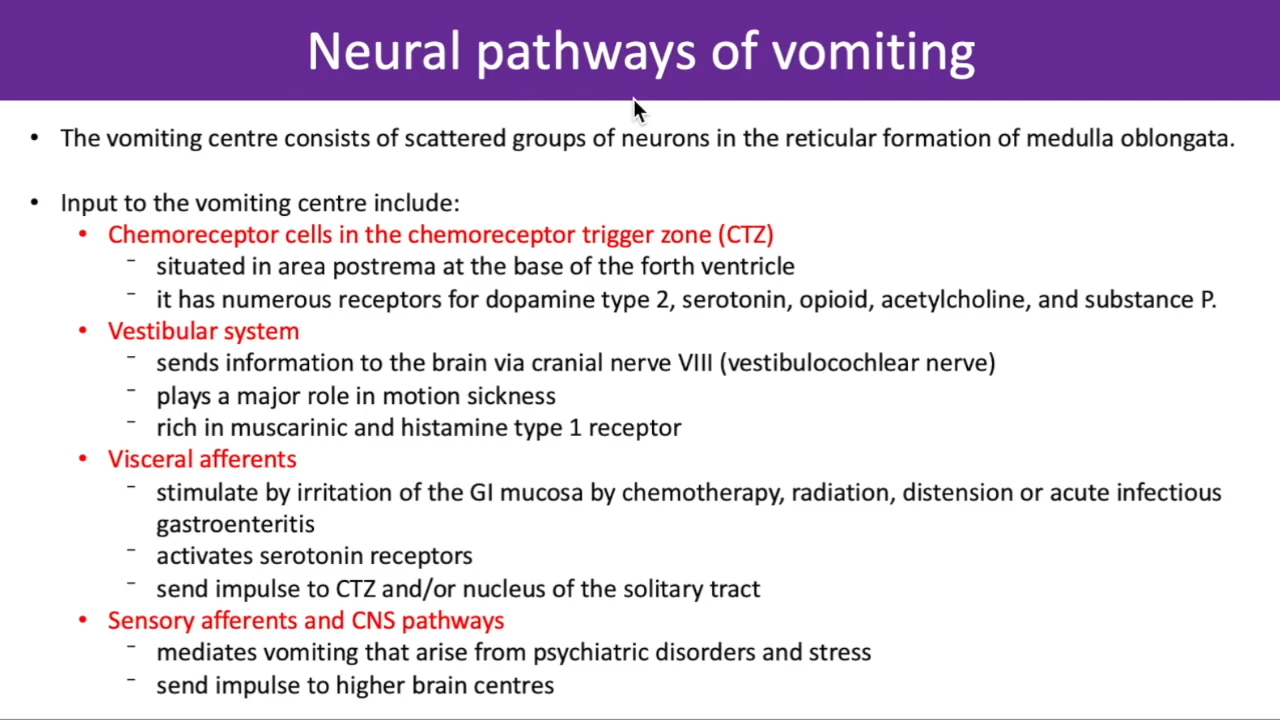 Neural pathways of vomiting
• The vomiting centre consists of scattered groups of neurons in the reticular formation of medulla oblongata.
• Input to the vomiting centre include:
• Chemoreceptor cells in the chemoreceptor trigger zone (CTZ)
⁻ situated in area postrema at the base of the forth ventricle
⁻ it has numerous receptors for dopamine type 2, serotonin, opioid, acetylcholine, and substance P.
• Vestibular system
⁻ sends information to the brain via cranial nerve VIII (vestibulocochlear nerve)
⁻ plays a major role in motion sickness
⁻ rich in muscarinic and histamine type 1 receptor
• Visceral afferents
⁻ stimulate by irritation of the GI mucosa by chemotherapy, radiation, distension or acute infectious
gastroenteritis
⁻ activates serotonin receptors
⁻ send impulse to CTZ and/or nucleus of the solitary tract
• Sensory afferents and CNS pathways
⁻ mediates vomiting that arise from psychiatric disorders and stress
⁻ send impulse to higher brain centres